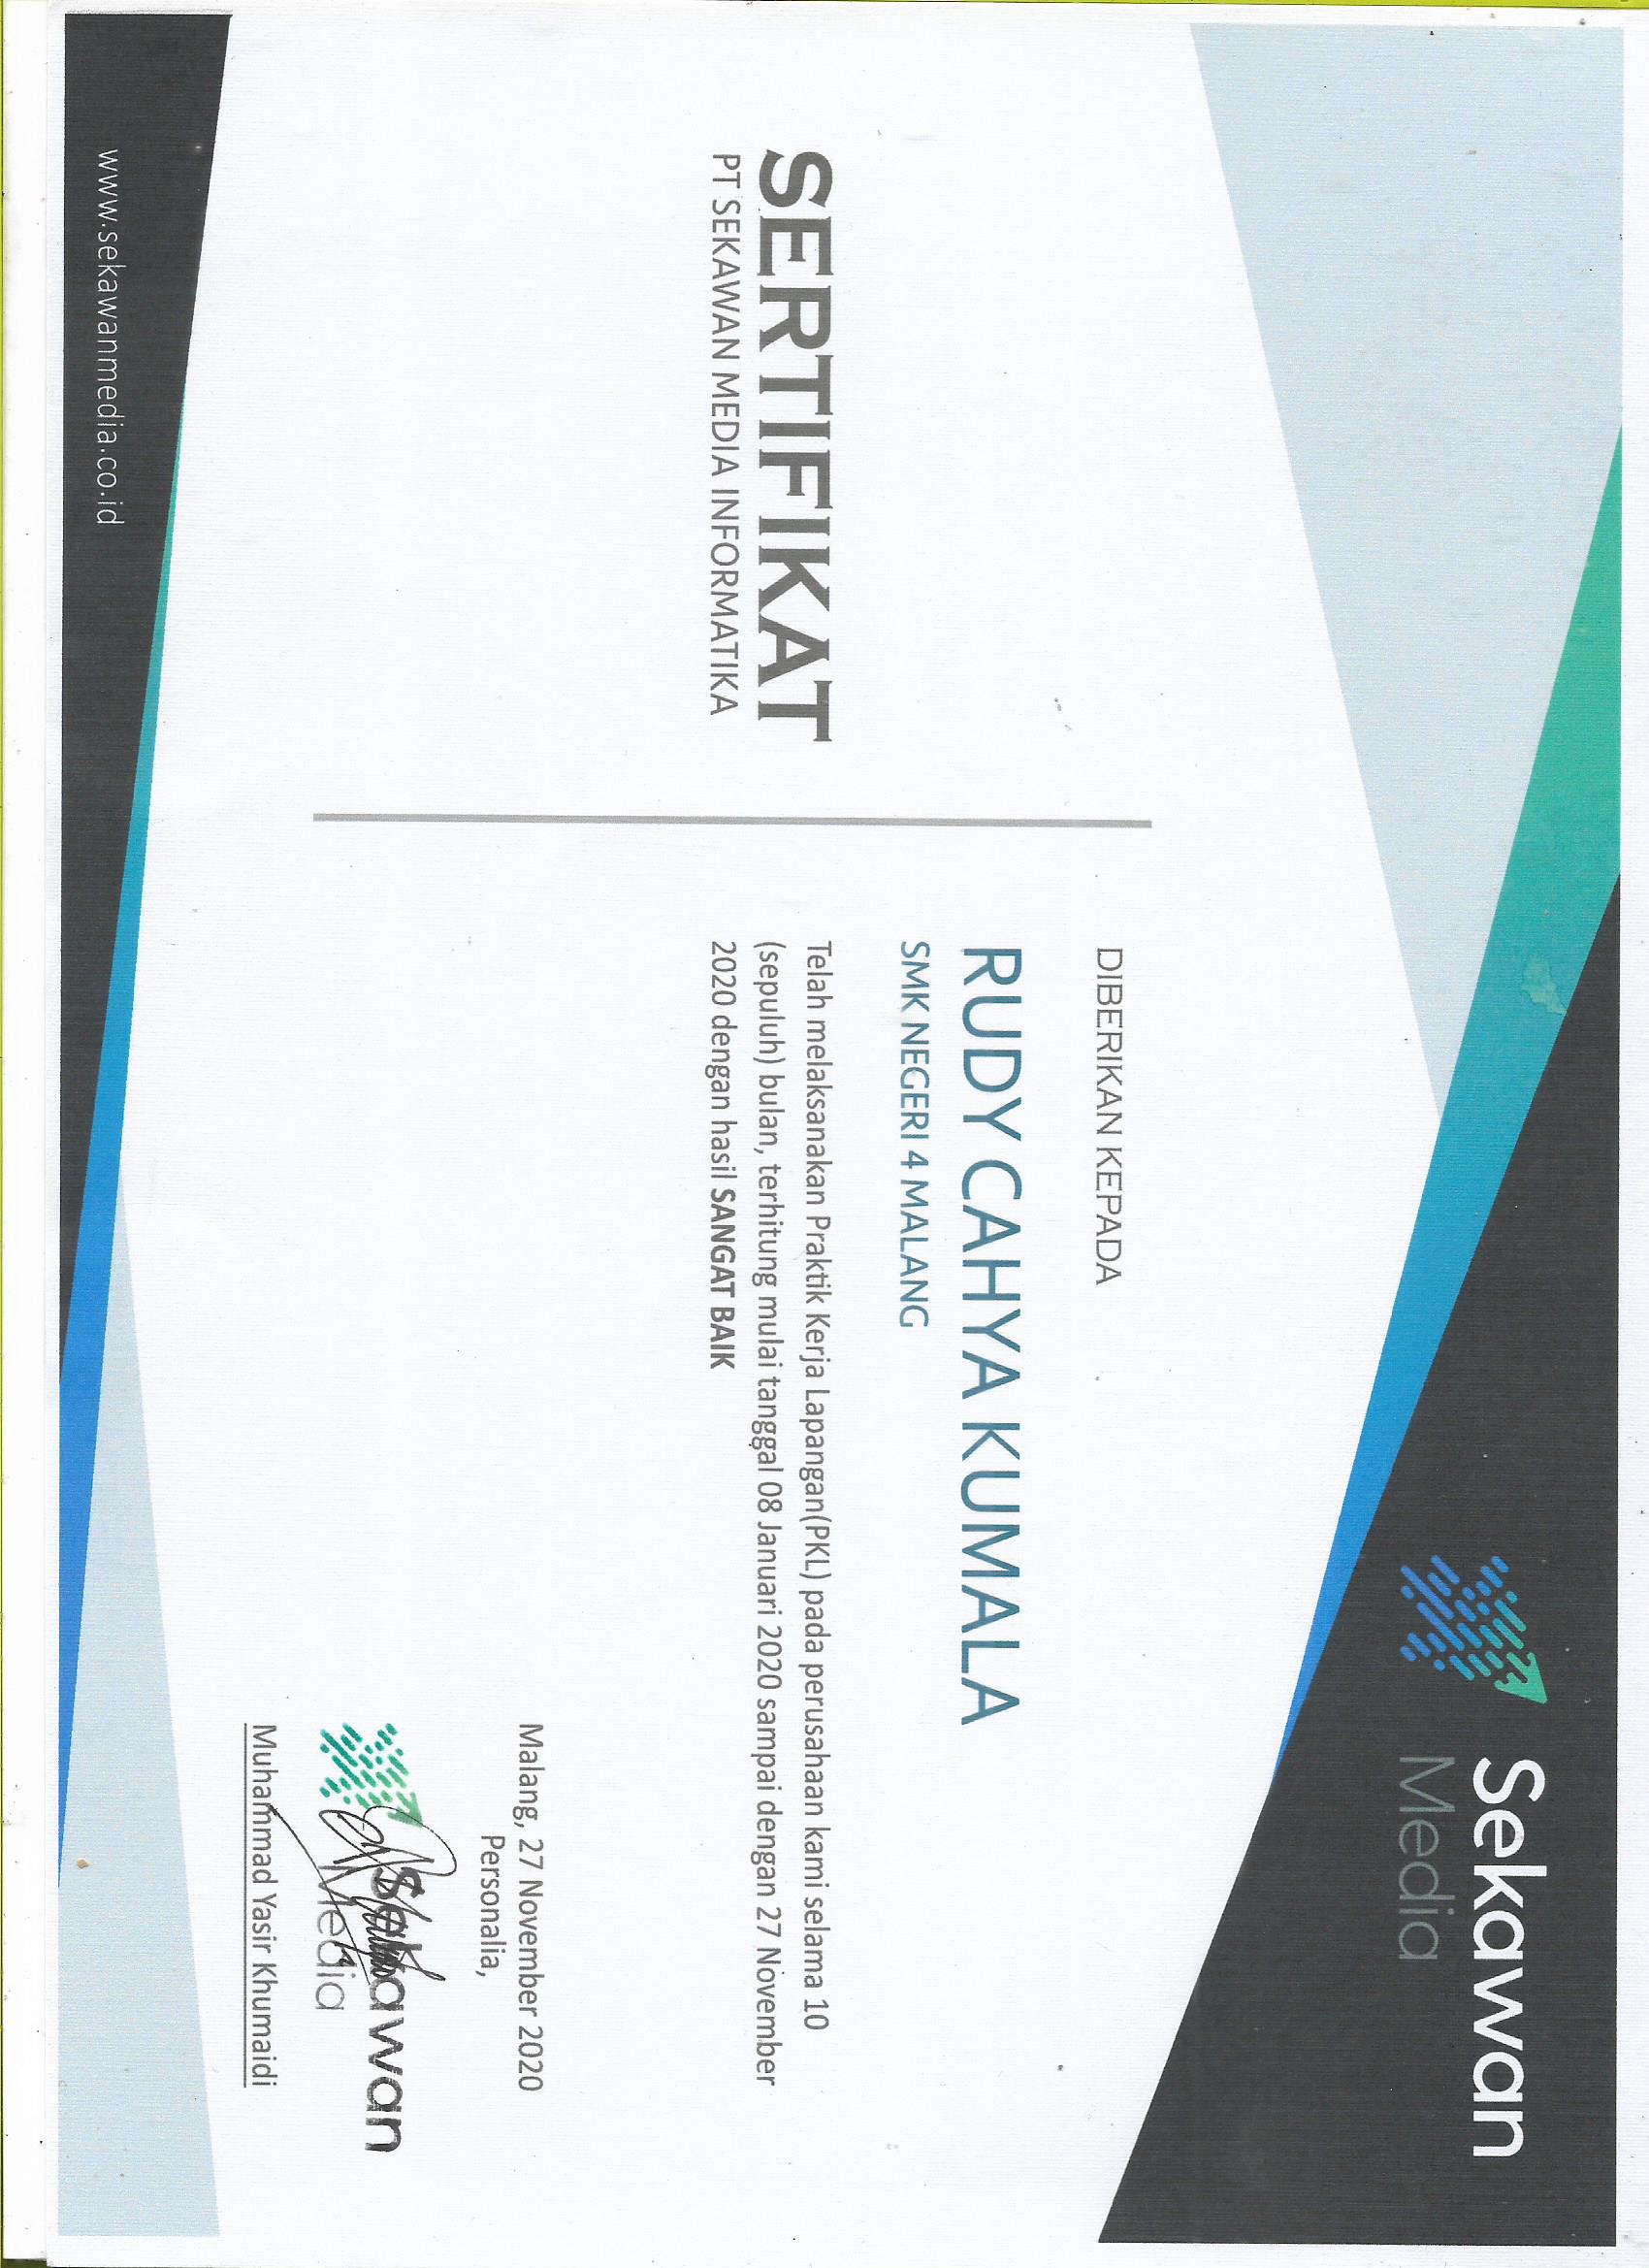 Sekawan
Media
SERTIFIKAT
PT SEKAWAN MEDIA INFORMATIKA
DIBERIKAN KEPADA
RUDY CAHYA KUMALA
SMK NEGERI 4 MALANG
Telah melaksanakan Praktik Kerja Lapangan(PKL) pada perusahaan kami selama 10
(sepuluh) bulan, terhitung mulai tanggal 08 Januari 2020 sampai dengan 27 November
2020 dengan hasil SANGAT BAIK
Malang, 27 November 2020
Personalia,
Sekawan
Media
Muhammad Yasir Khumaidi
www.sekawanmedia.co.id